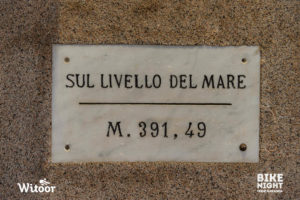 SUL LIVELLO DEL MARE
M. 391,49
Witoor
BIKE
NIGHT